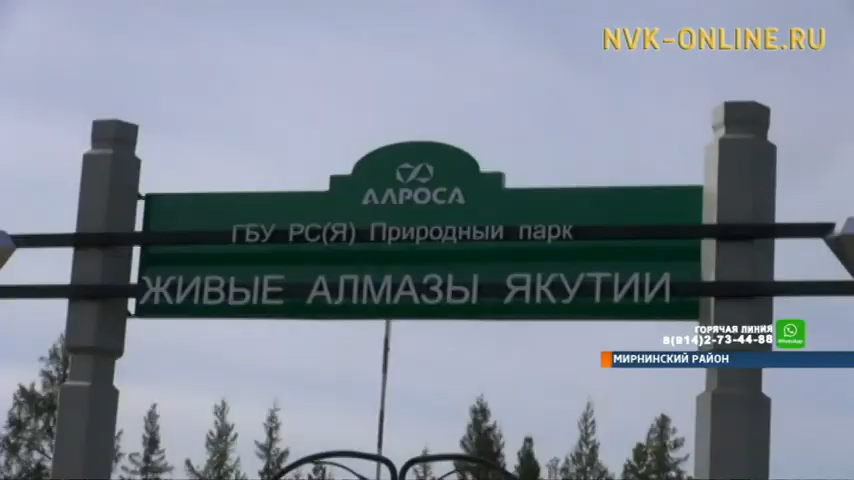 NVK-ONLINE.RU
АЛРОСА
ГБУ РС(Я) Природный парк
ЖИВЫЕ АЛМАЗЫ ЯКУТИИ
ГОРЯЧАЯ ЛИНИЯ
8(914)2-73-44-88
WhatsApp
МИРНИНСКИЙ РАЙОН